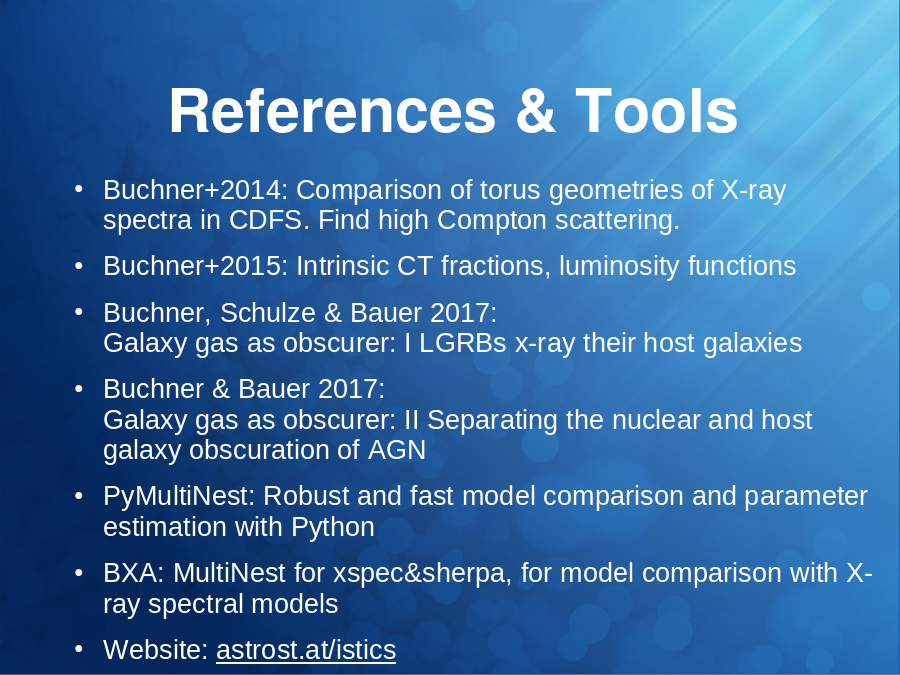 References & Tools
• Buchner+2014: Comparison of torus geometries of X-ray
spectra in CDFS. Find high Compton scattering.
• Buchner+2015: Intrinsic CT fractions, luminosity functions
• Buchner, Schulze & Bauer 2017:
Galaxy gas as obscurer: I LGRBs x-ray their host galaxies
• Buchner & Bauer 2017:
Galaxy gas as obscurer: II Separating the nuclear and host
galaxy obscuration of AGN
• PyMultiNest: Robust and fast model comparison and parameter
estimation with Python
• BXA: MultiNest for xspec&sherpa, for model comparison with X-
ray spectral models
• Website: astrost.at/istics